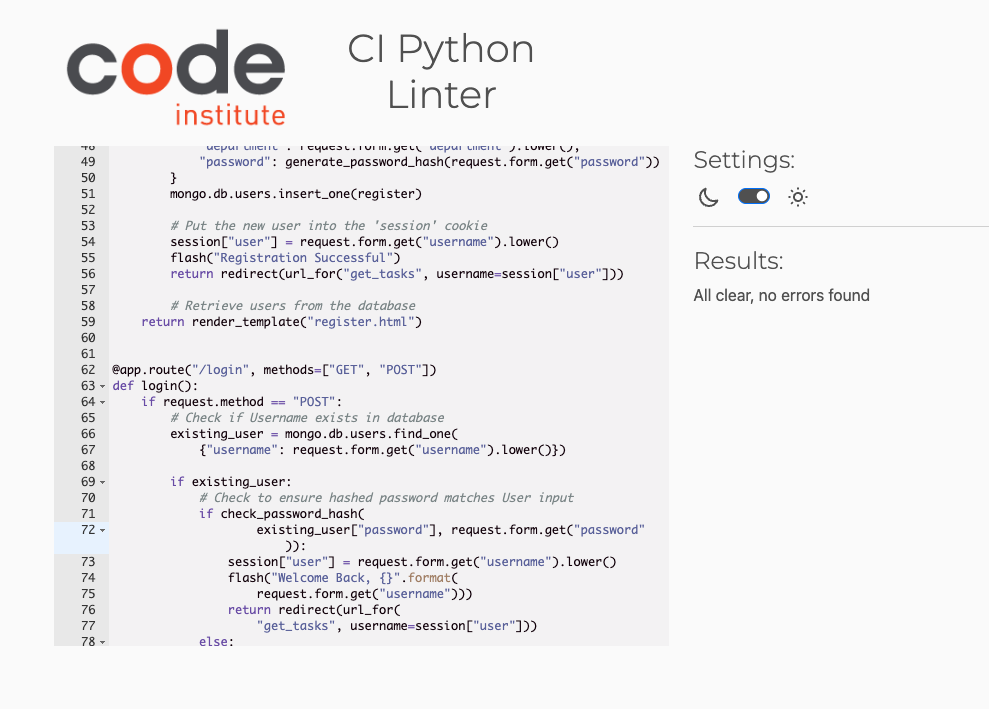 code
institute
CI Python
Linter
48 "department": request.form.get("department").lower(),
49 "password": generate_password_hash(request.form.get("password"))
50 }
51 mongo.db.users.insert_one(register)
52
53 # Put the new user into the 'session' cookie
54 session["user"] = request.form.get("username").lower()
55 flash("Registration Successful")
56 return redirect(url_for("get_tasks", username=session["user"]))
57
58 # Retrieve users from the database
59 return render_template("register.html")
60
61
62 @app.route("/login", methods=["GET", "POST"])
63 def login():
64 if request.method == "POST":
65 # Check if Username exists in database
66 existing_user = mongo.db.users.find_one(
67 {"username": request.form.get("username").lower()})
68
69 if existing_user:
70 # Check to ensure hashed password matches User input
71 if check_password_hash(
72 existing_user["password"], request.form.get("password"
)):
73 session["user"] = request.form.get("username").lower()
74 flash("Welcome Back, {}".format(
75 request.form.get("username")))
76 return redirect(url_for(
77 "get_tasks", username=session["user"]))
78 else:
Settings:
Results:
All clear, no errors found